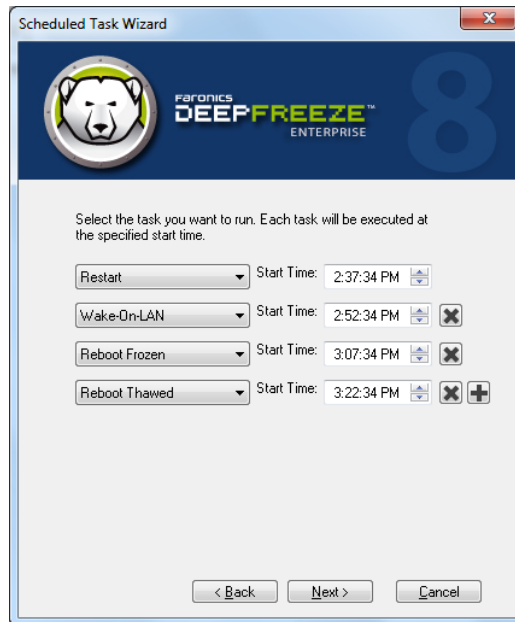 Scheduled Task Wizard
FARONICS
DEEPFREEZE™
ENTERPRISE
8
Select the task you want to run. Each task will be executed at
the specified start time.
Restart Start Time: 2:37:34 PM
Wake-On-LAN Start Time: 2:52:34 PM
Reboot Frozen Start Time: 3:07:34 PM
Reboot Thawed Start Time: 3:22:34 PM
< Back Next > Cancel